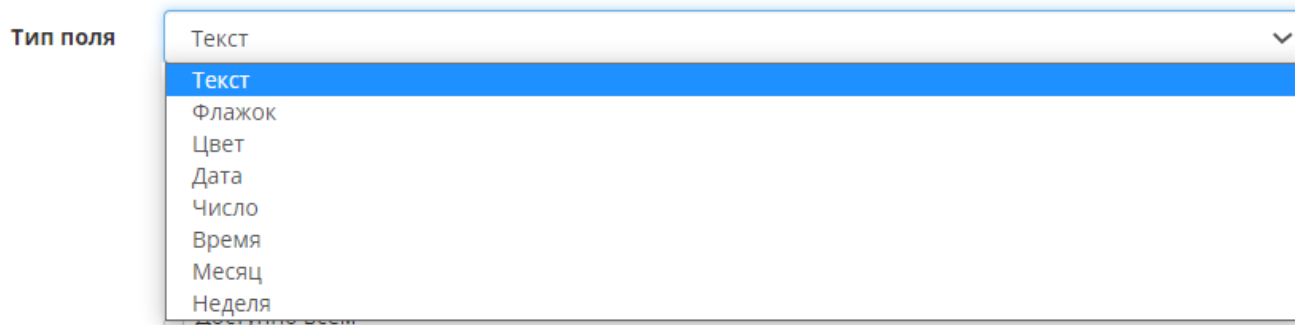 Тип поля Текст
Текст
Флажок
Цвет
Дата
Число
Время
Месяц
Неделя